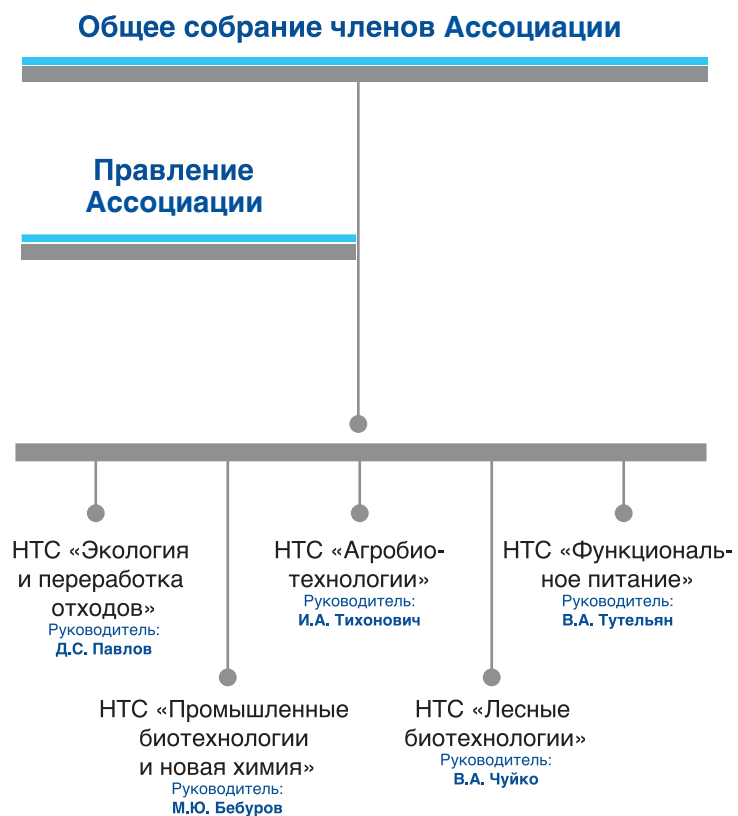 Общее собрание членов Ассоциации
Правление
Ассоциации
НТС «Экология
и переработка
отходов»
Руководитель:
Д.С. Павлов
НТС «Промышленные
биотехнологии
и новая химия»
Руководитель:
М.Ю. Бебуров
НТС «Агробио-
технологии»
Руководитель:
И.А. Тихонович
НТС «Лесные
биотехнологии»
Руководитель:
В.А. Чуйко
НТС «Функциональ-
ное питание»
Руководитель:
В.А. Тутельян